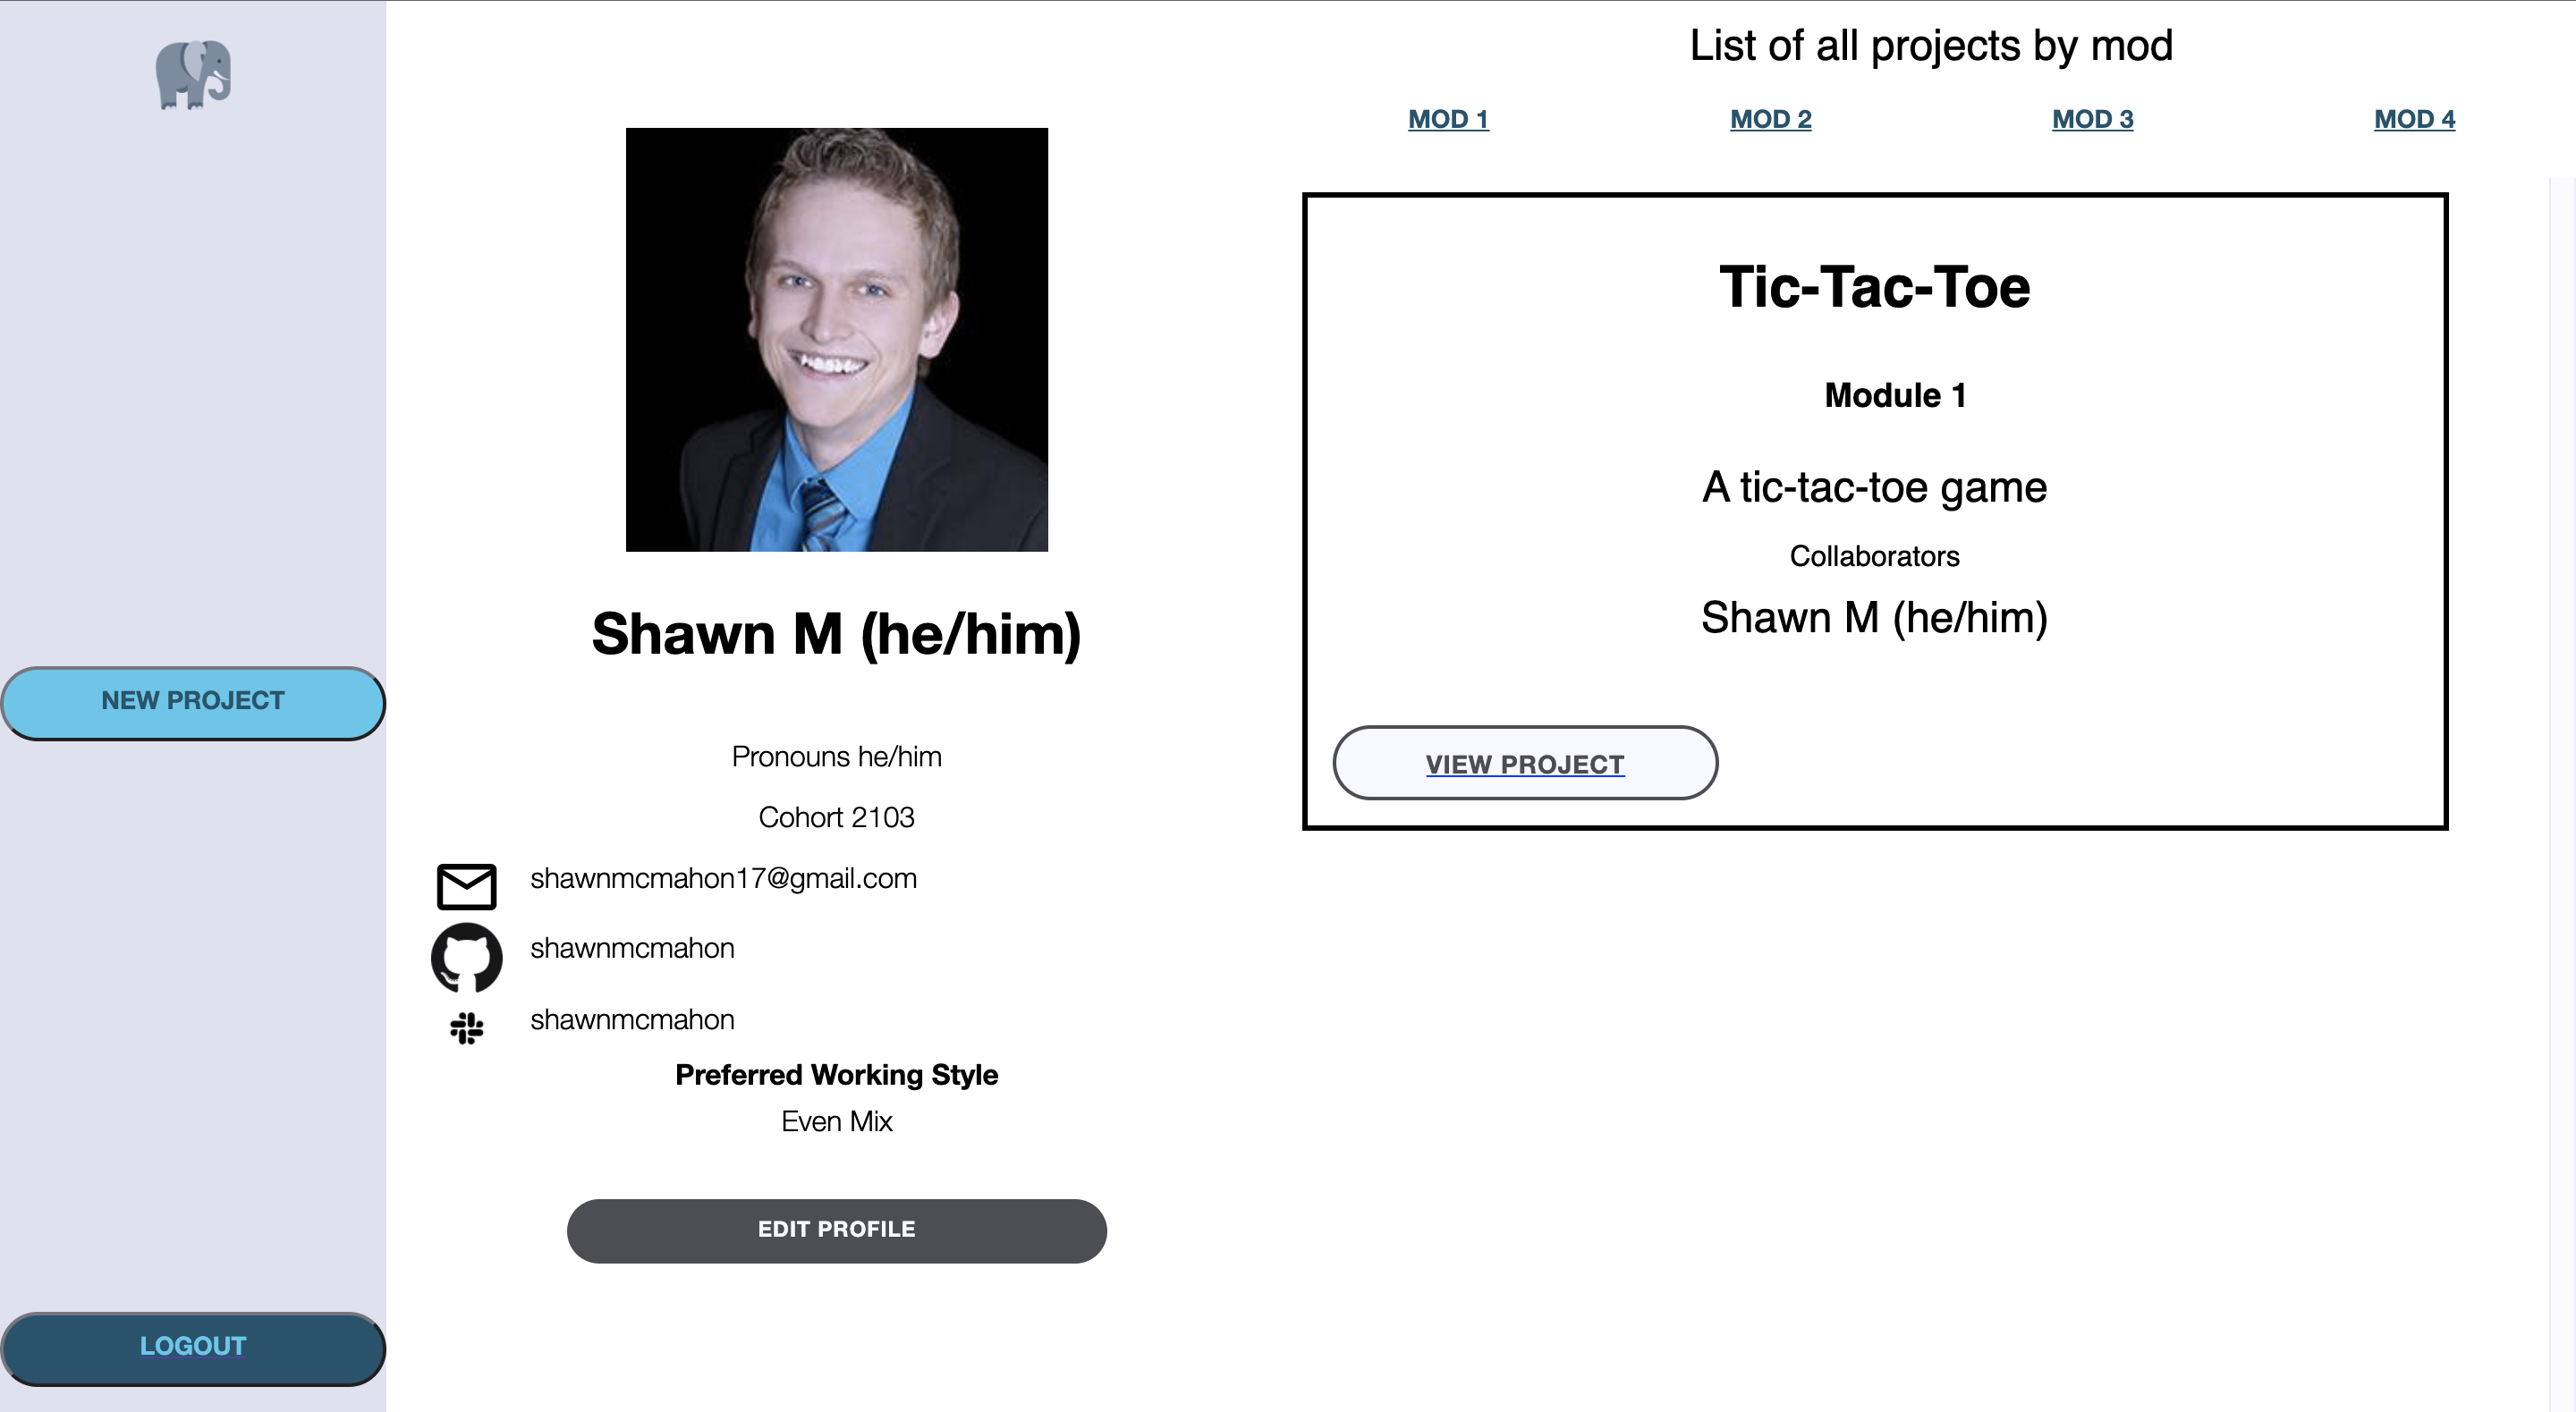 NEW PROJECT
LOGOUT
Shawn M (he/him)
Pronouns he/him
Cohort 2103
shawnmcmahon17@gmail.com
shawnmcmahon
shawnmcmahon
Preferred Working Style
Even Mix
EDIT PROFILE
List of all projects by mod
MOD 1 MOD 2 MOD 3 MOD 4
Tic-Tac-Toe
Module 1
A tic-tac-toe game
Collaborators
Shawn M (he/him)
VIEW PROJECT